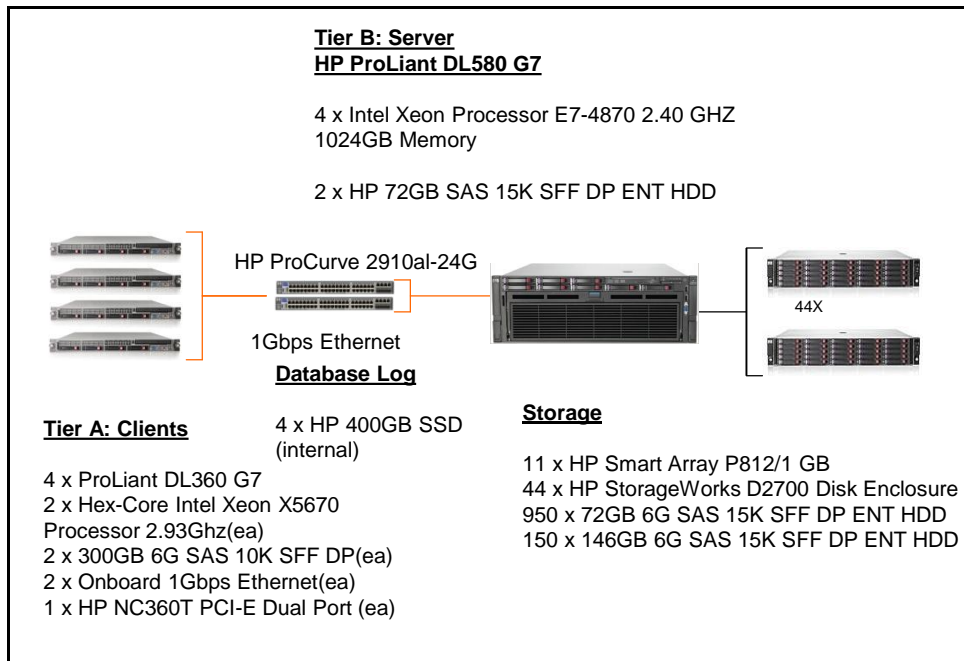 Tier B: Server
HP ProLiant DL580 G7
4 x Intel Xeon Processor E7-4870 2.40 GHZ
1024GB Memory
2 x HP 72GB SAS 15K SFF DP ENT HDD
HP ProCurve 2910al-24G
44X
1Gbps Ethernet
Database Log
4 x HP 400GB SSD
(internal)
Tier A: Clients
4 x ProLiant DL360 G7
2 x Hex-Core Intel Xeon X5670
Processor 2.93Ghz(ea)
2 x 300GB 6G SAS 10K SFF DP(ea)
2 x Onboard 1Gbps Ethernet(ea)
1 x HP NC360T PCI-E Dual Port (ea)
Storage
11 x HP Smart Array P812/1 GB
44 x HP StorageWorks D2700 Disk Enclosure
950 x 72GB 6G SAS 15K SFF DP ENT HDD
150 x 146GB 6G SAS 15K SFF DP ENT HDD